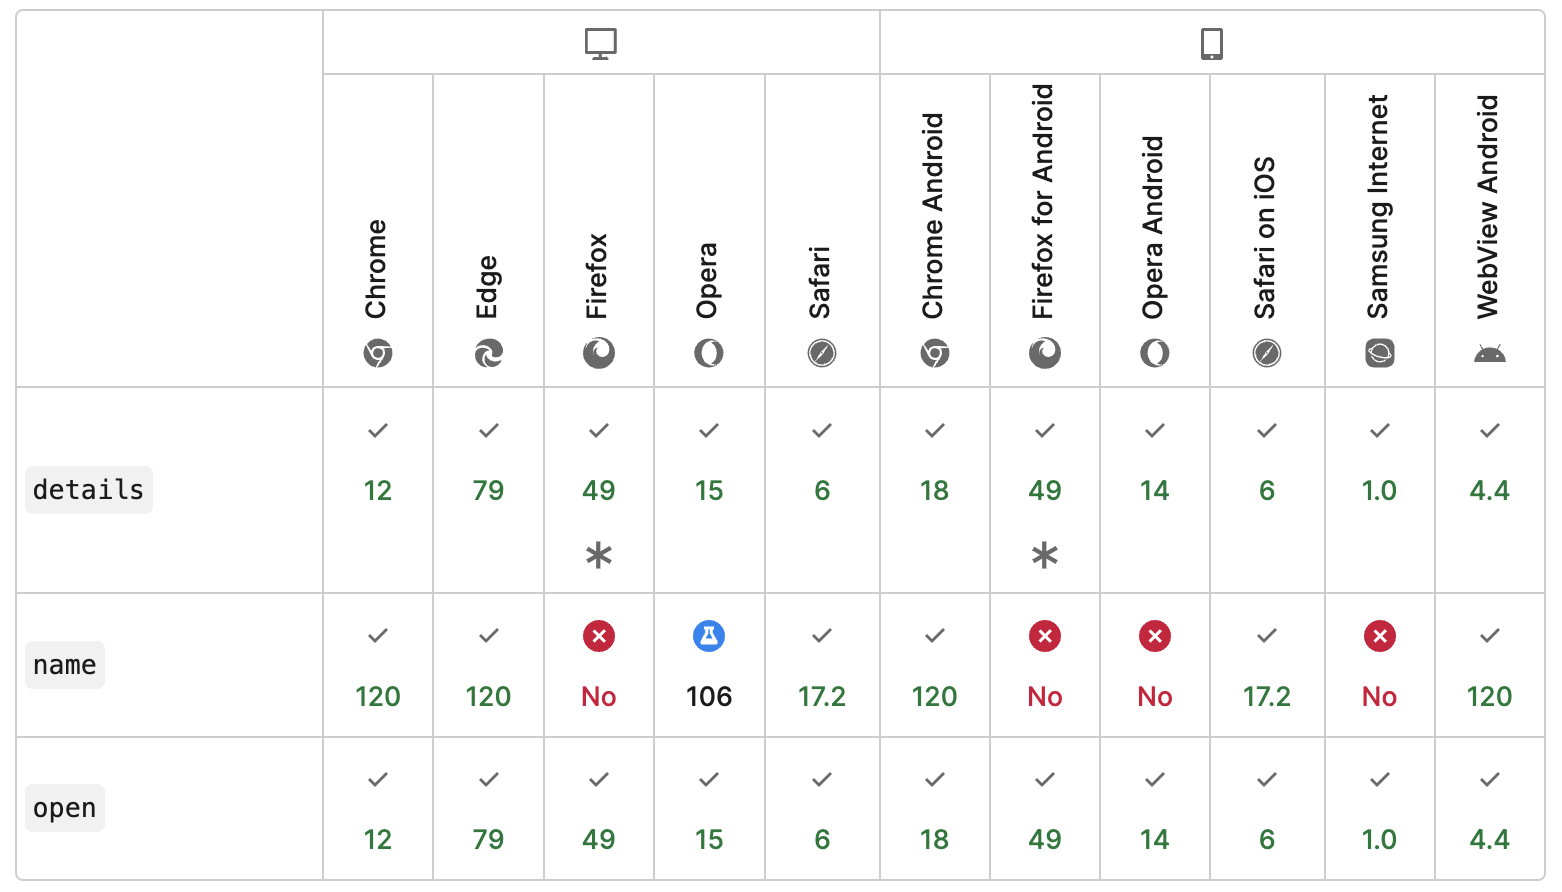 Chrome
Edge
Firefox
Opera
Safari
Chrome Android
Firefox for Android
Opera Android
Safari on iOS
Samsung Internet
WebView Android
details 12 79 49 15 6 18 49 14 6 1.0 4.4
* *
name 120 120 No 106 17.2 120 No No 17.2 No 120
open 12 79 49 15 6 18 49 14 6 1.0 4.4